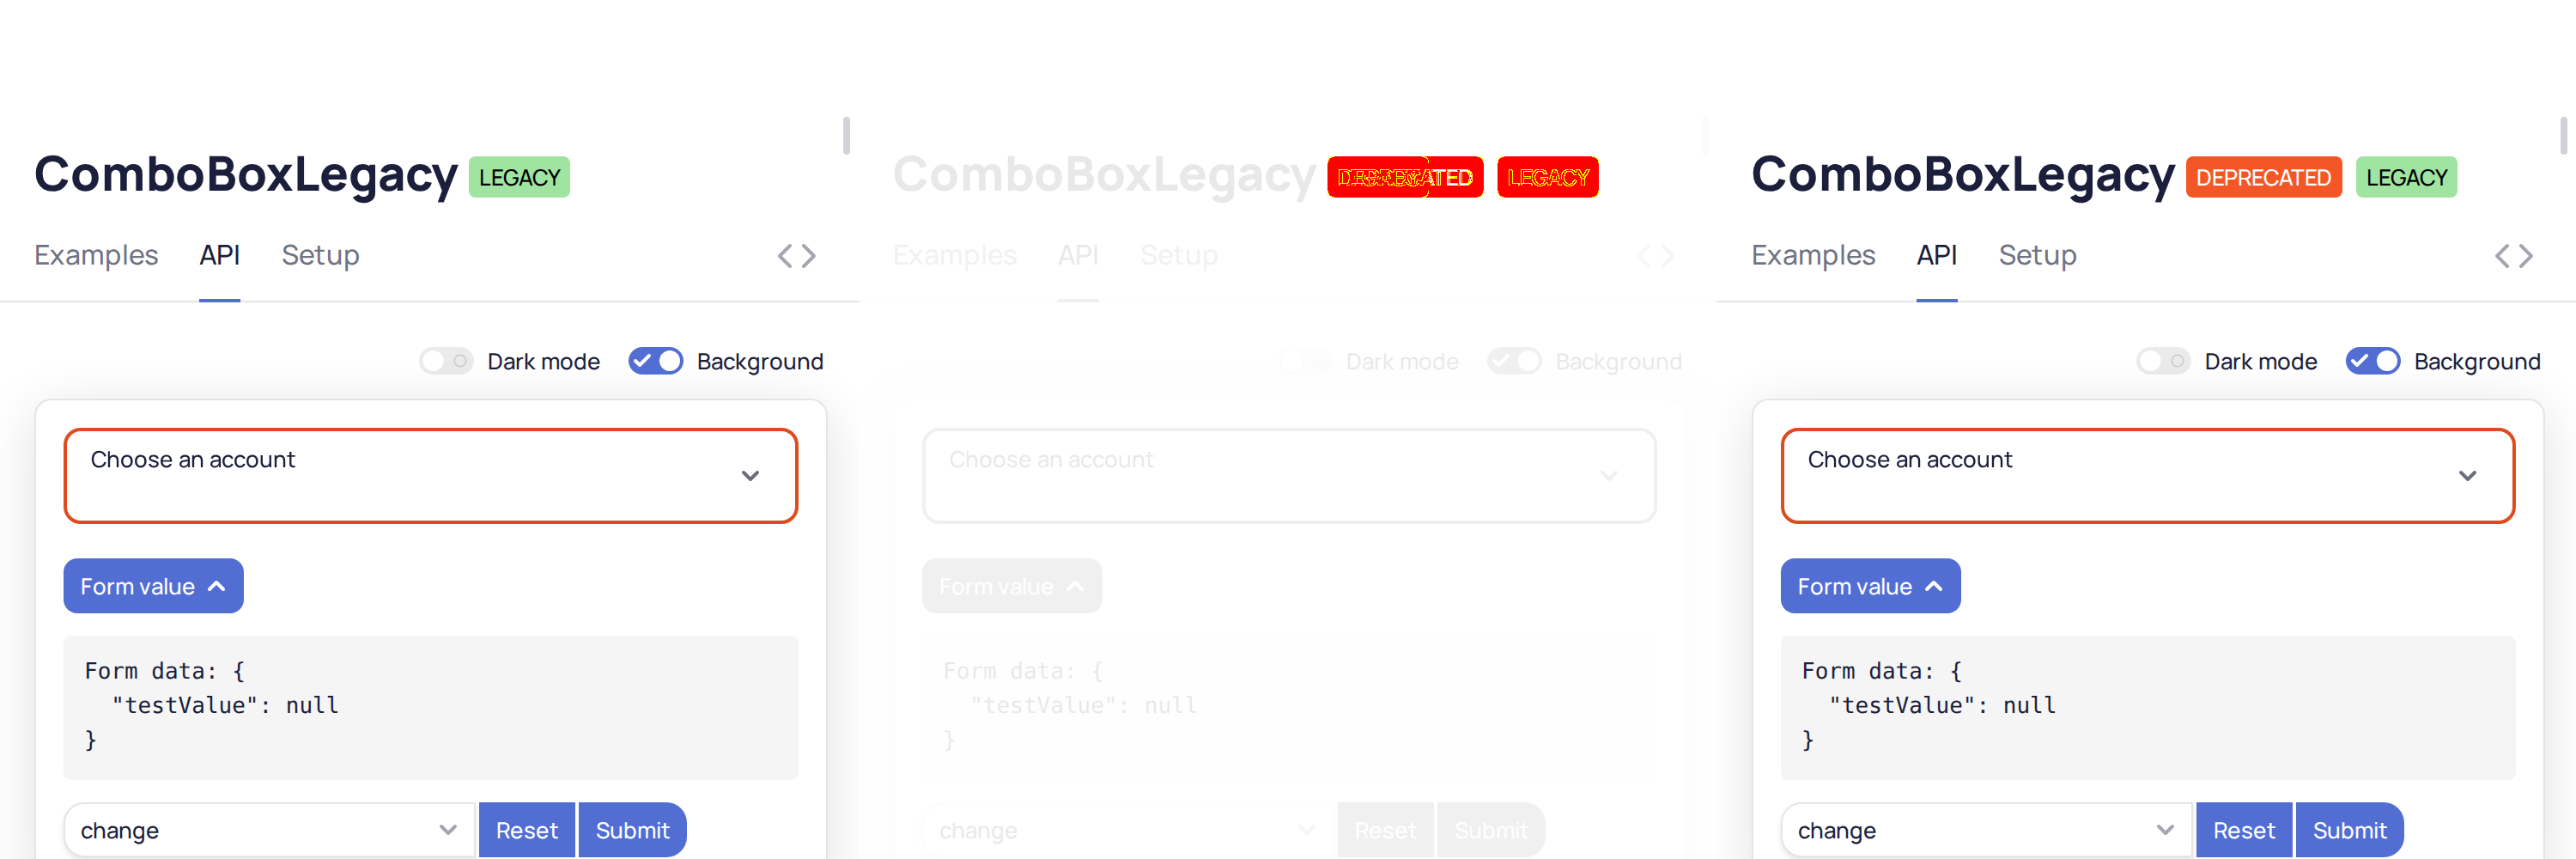 ComboBoxLegacy LEGACY
Examples API Setup
Dark mode Background
Choose an account
Form value
Form data: {
"testValue": null
}
change Reset Submit
ComboBoxLegacy DEPRECATED LEGACY
Examples API Setup
Dark mode Background
Choose an account
Form value
Form data: {
"testValue": null
}
change Reset Submit
ComboBoxLegacy DEPRECATED LEGACY
Examples API Setup
Dark mode Background
Choose an account
Form value
Form data: {
"testValue": null
}
change Reset Submit